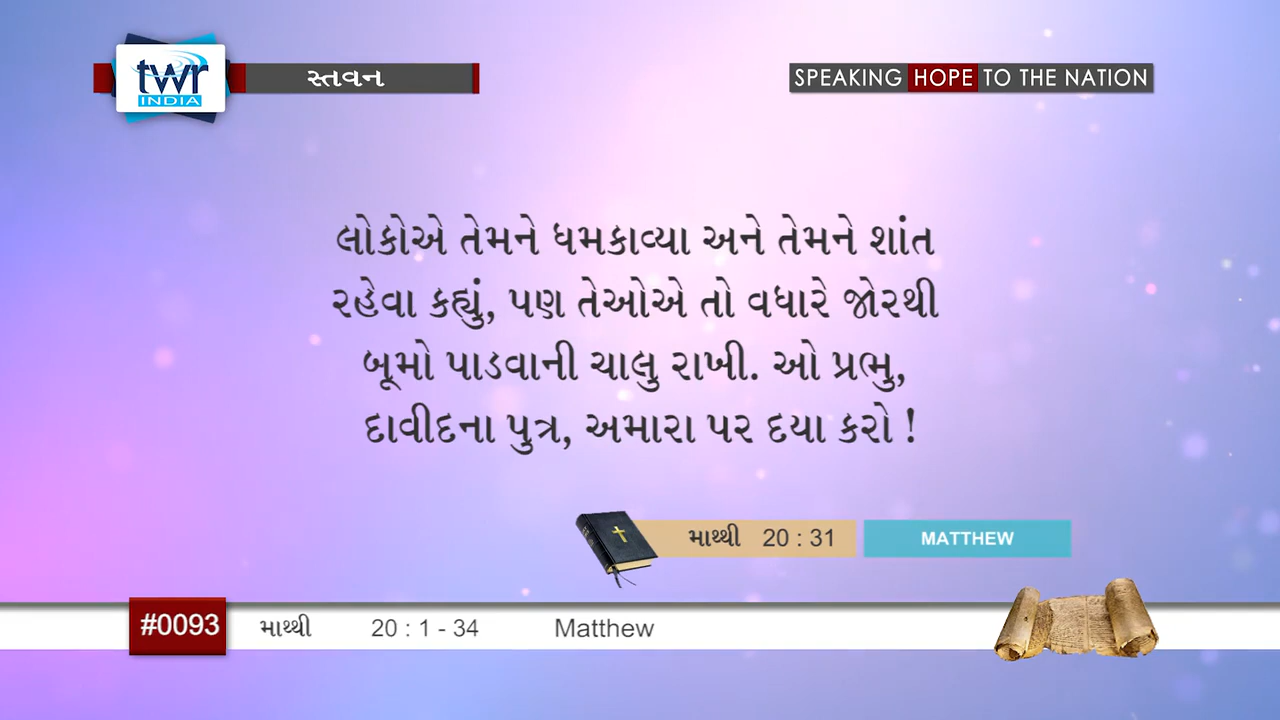 twr
INDIA
સ્તવન
SPEAKING HOPE TO THE NATION
લોકોએ તેમને ધમકાવ્યા અને તેમને શાંત
રહેવા કહ્યું, પણ તેઓએ તો વધારે જોરથી
બૂમો પાડવાની ચાલુ રાખી. ઓ પ્રભુ,
દાવીદના પુત્ર, અમારા પર દયા કરો !
માથ્થી 20 : 31 MATTHEW
#0093 માથ્થી 20 : 1 - 34 Matthew